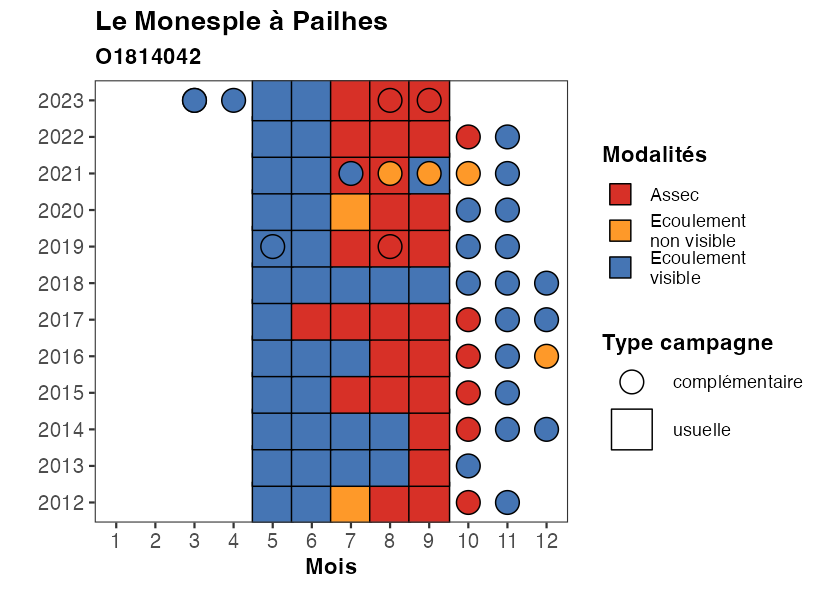 Le Monesple à Pailhes
O1814042
2023
2022
2021
2020
2019
2018
2017
2016
2015
2014
2013
2012
1 2 3 4 5 6 7 8 9 10 11 12
Mois
Modalités
Assec
Ecoulement
non visible
Ecoulement
visible
Type campagne
complémentaire
usuelle